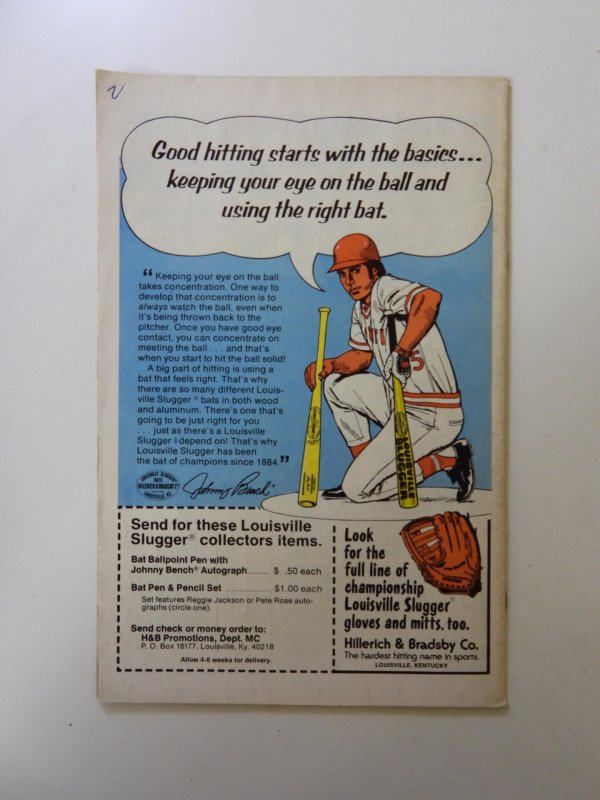 Good hitting starts with the basics...
keeping your eye on the ball and
using the right bat.
“Keeping your eye on the ball
takes concentration. One way to
develop that concentration is to
always watch the ball, even when
it's being thrown back to the
pitcher. Once you have good eye
contact, you can concentrate on
meeting the ball . . . and that's
when you start to hit the ball solid!
A big part of hitting is using a
bat that feels right. That's why
there are so many different Louis-
ville Slugger® bats in both wood
and aluminum. There's one that's
going to be just right for you
. . . just as there's a Louisville
Slugger I depend on! That's why
Louisville Slugger has been
the bat of champions since 1884.”
LOUISVILLE SLUGGER
BATS
HILLERICH & BRADSBY Co
LOUISVILLE, KY.
Johnny Bench
LOUISVILLE
SLUGGER
Send for these Louisville
Slugger® collectors items.
Bat Ballpoint Pen with
Johnny Bench® Autograph....... $ .50 each
Bat Pen & Pencil Set ............... $1.00 each
Set features Reggie Jackson or Pete Rose auto-
graphs (circle one).
Send check or money order to:
H&B Promotions, Dept. MC
P. O. Box 18177, Louisville, Ky. 40218
Allow 4-6 weeks for delivery.
Look
for the
full line of
championship
Louisville Slugger
gloves and mitts, too.
Hillerich & Bradsby Co.
The hardest hitting name in sports.
LOUISVILLE, KENTUCKY